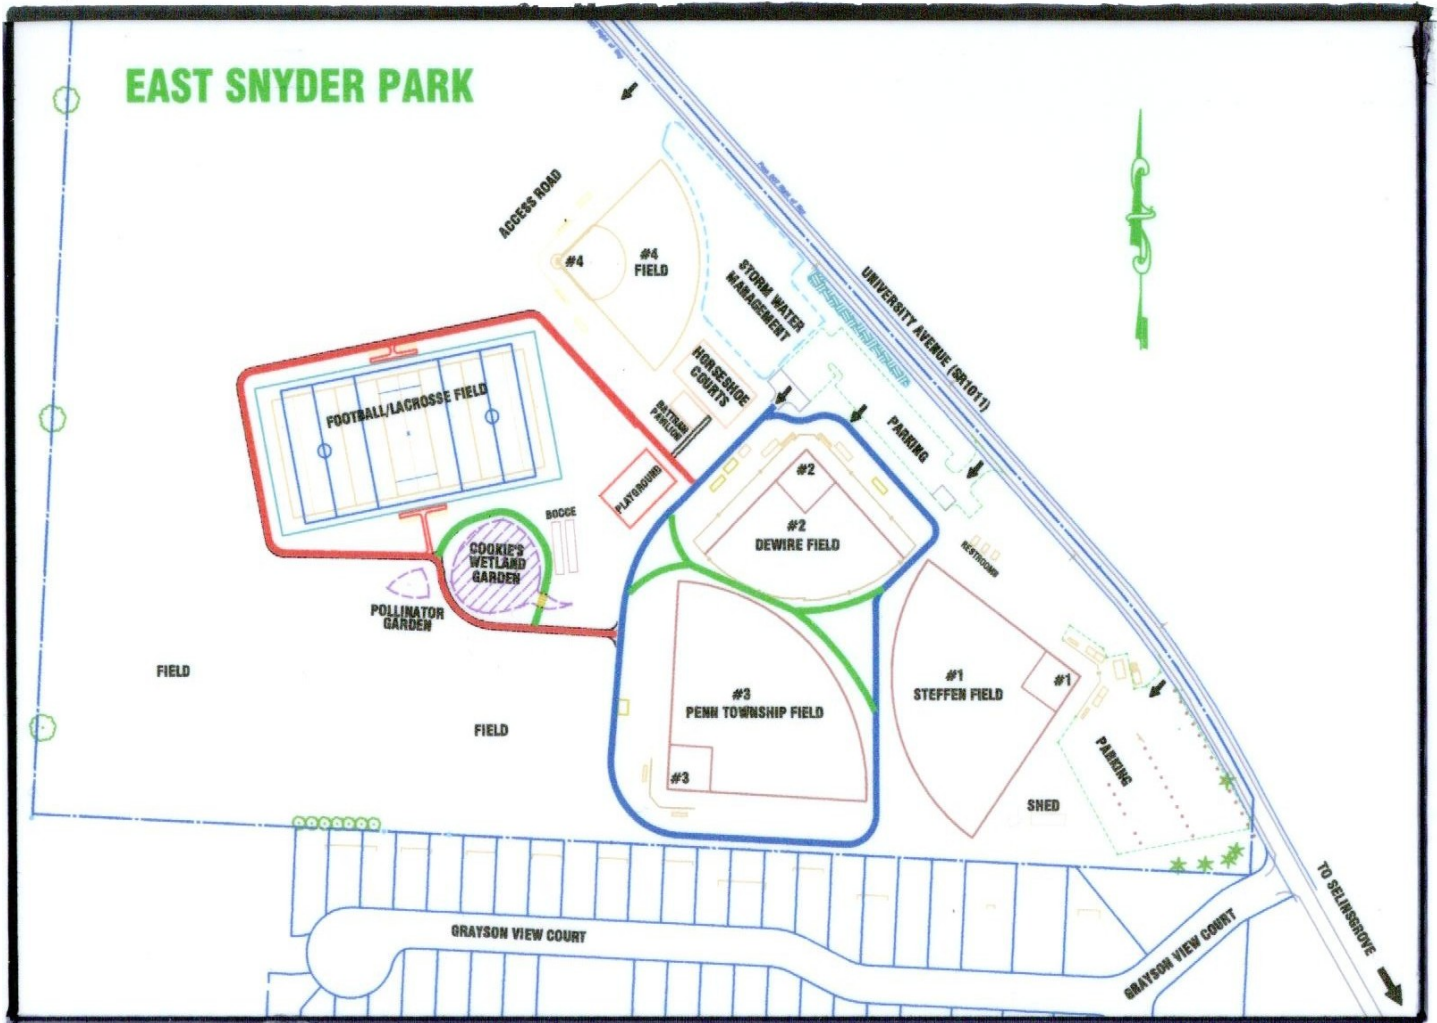 EAST SNYDER PARK
ACCESS ROAD
#4
#4
FIELD
STORM WATER
MANAGEMENT
UNIVERSITY AVENUE (SR1011)
HORSESHOE
COURTS
BATTRAM
PAVILION
PARKING
FOOTBALL/LACROSSE FIELD
PLAYGROUND
#2
#2
DEWIRE FIELD
BOCCE
COOKIE'S
WETLAND
GARDEN
RESTROOMS
POLLINATOR
GARDEN
FIELD
FIELD
#3
PENN TOWNSHIP FIELD
#3
#1
STEFFEN FIELD
#1
PARKING
SHED
TO SELINSGROVE
GRAYSON VIEW COURT
GRAYSON VIEW COURT